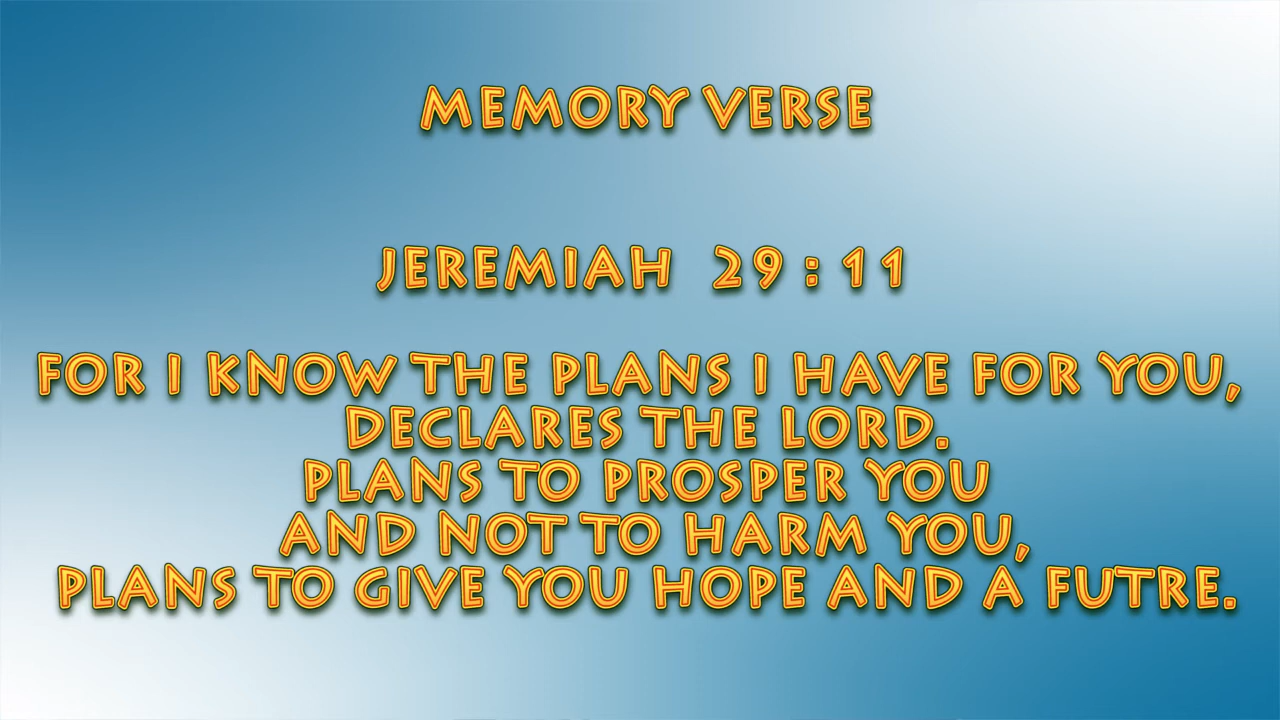 MEMORY VERSE
JEREMIAH 29:11
FOR I KNOW THE PLANS I HAVE FOR YOU,
DECLARES THE LORD.
PLANS TO PROSPER YOU
AND NOT TO HARM YOU,
PLANS TO GIVE YOU HOPE AND A FUTRE.